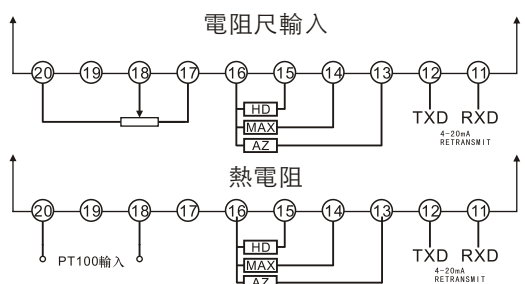 電阻尺輸入
20 19 18 17 16 15 14 13 12 11
HD
MAX
AZ
TXD RXD
4-20mA
RETRANSMIT
熱電阻
20 19 18 17 16 15 14 13 12 11
PT100輸入
HD
MAX
AZ
TXD RXD
4-20mA
RETRANSMIT